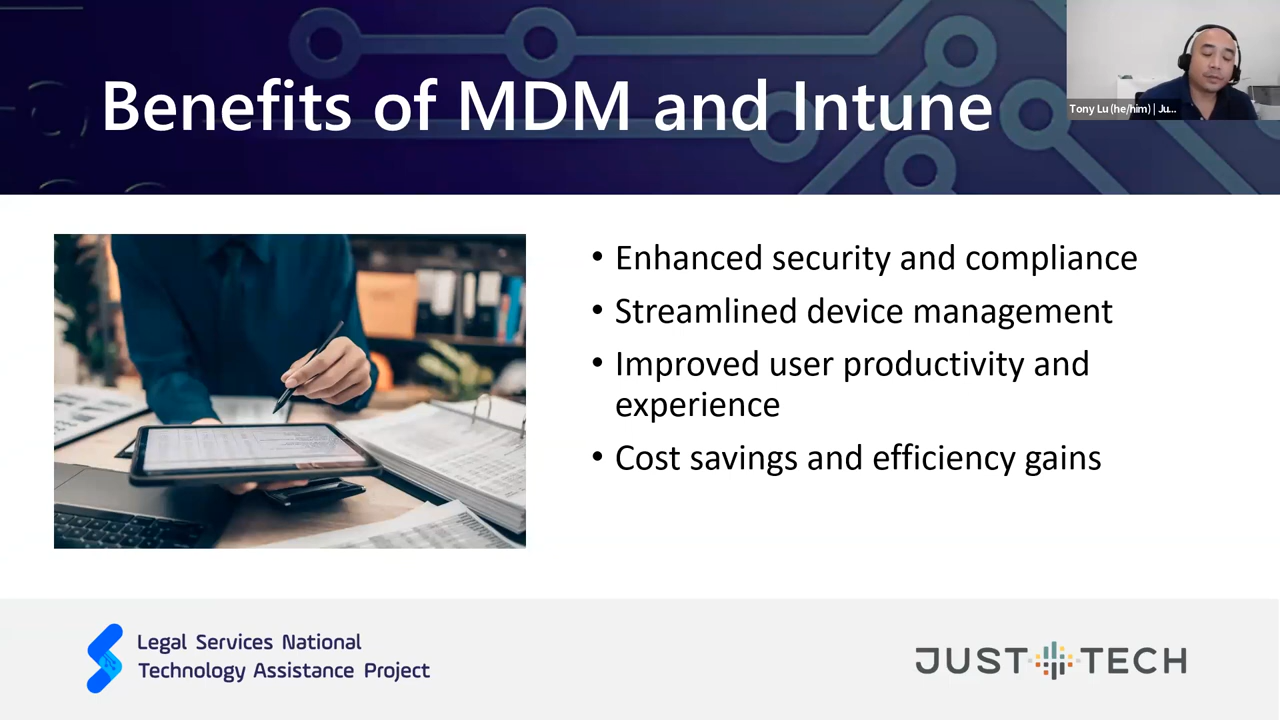 Benefits of MDM and Intune
Tony Lu (he/him) | Ju...
• Enhanced security and compliance
• Streamlined device management
• Improved user productivity and
experience
• Cost savings and efficiency gains
Legal Services National
Technology Assistance Project
JUST TECH